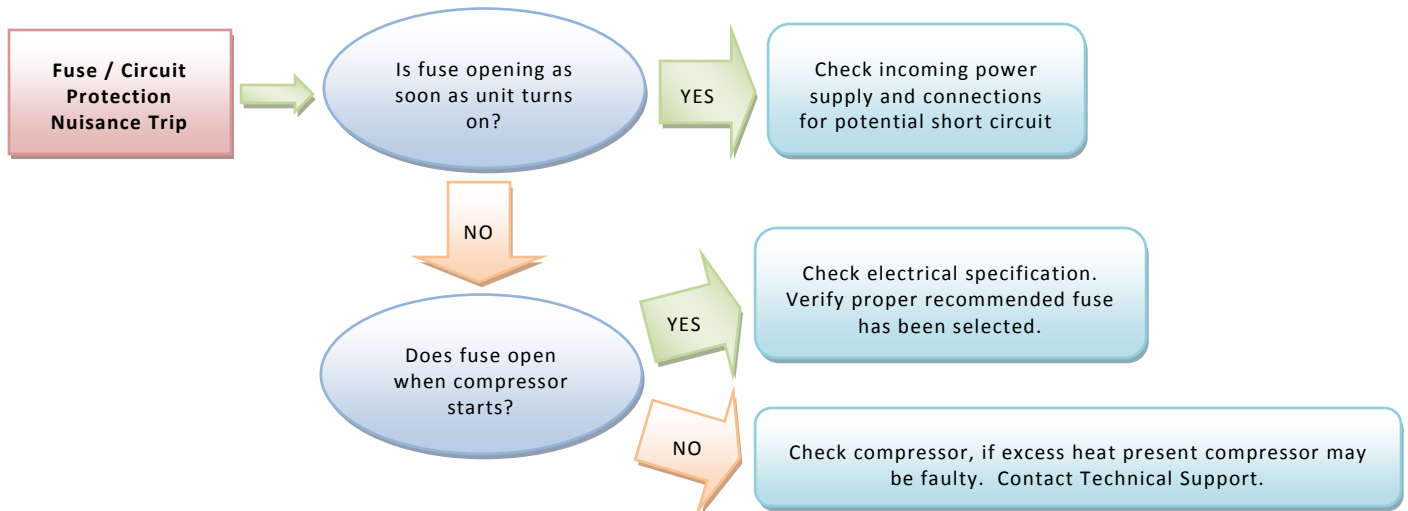 Fuse / Circuit
Protection
Nuisance Trip
Is fuse opening as
soon as unit turns
on?
YES
Check incoming power
supply and connections
for potential short circuit
NO
Does fuse open
when compressor
starts?
YES
Check electrical specification.
Verify proper recommended fuse
has been selected.
NO
Check compressor, if excess heat present compressor may
be faulty. Contact Technical Support.